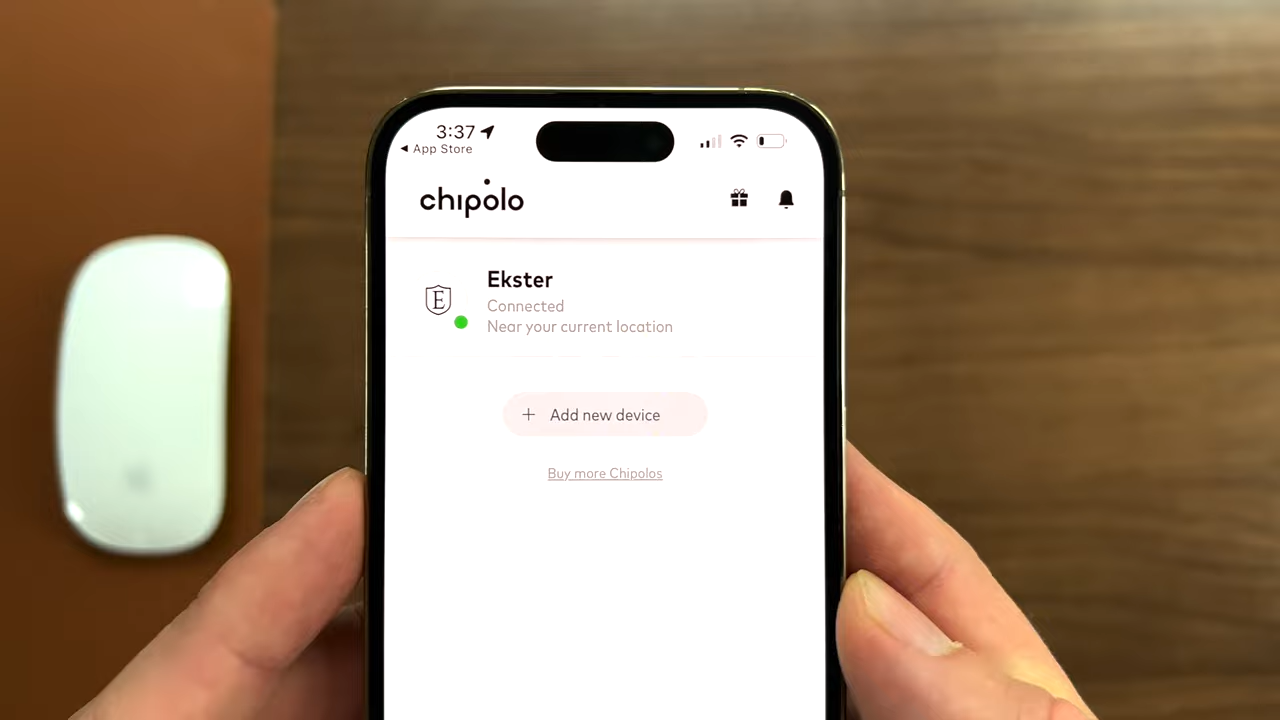 3:37
◀ App Store
chipolo
E
Ekster
Connected
Near your current location
+ Add new device
Buy more Chipolos